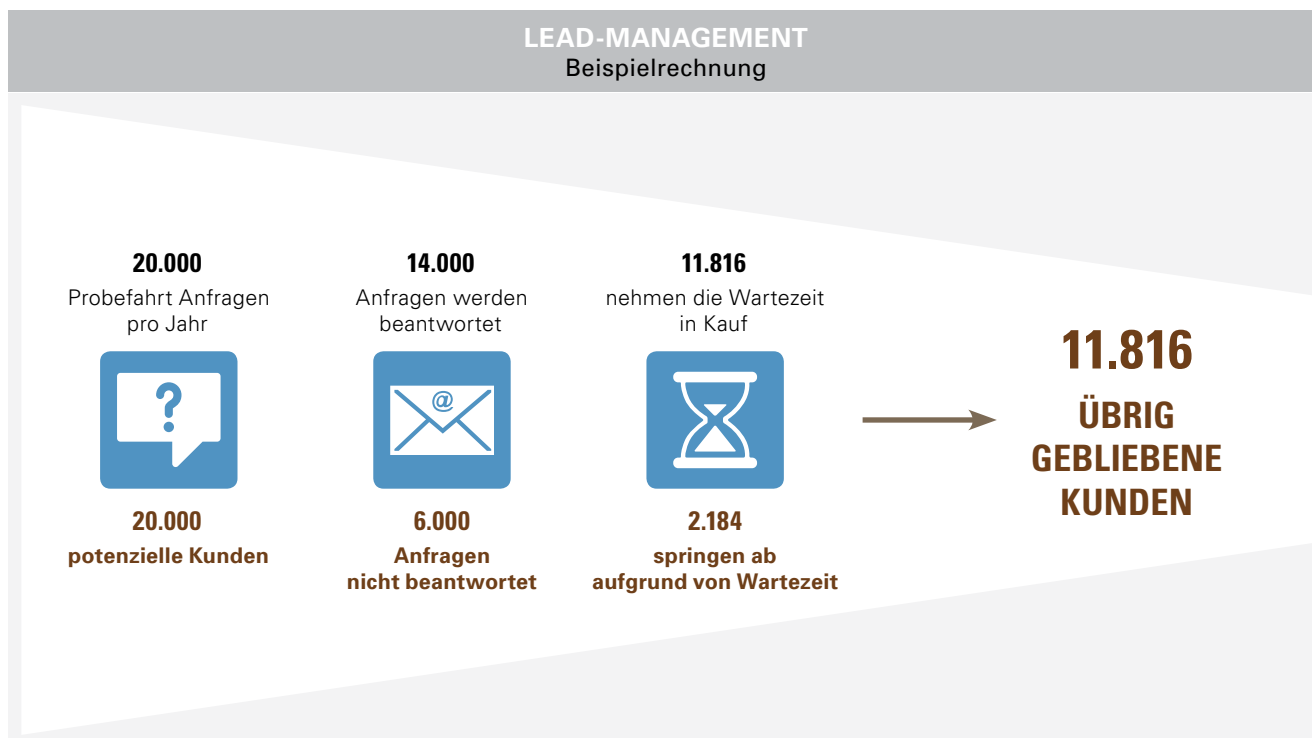 LEAD-MANAGEMENT
Beispielrechnung
20.000
Probefahrt Anfragen
pro Jahr
?
20.000
potenzielle Kunden
14.000
Anfragen werden
beantwortet
@
6.000
Anfragen
nicht beantwortet
11.816
nehmen die Wartezeit
in Kauf
2.184
springen ab
aufgrund von Wartezeit
11.816
ÜBRIG
GEBLIEBENE
KUNDEN